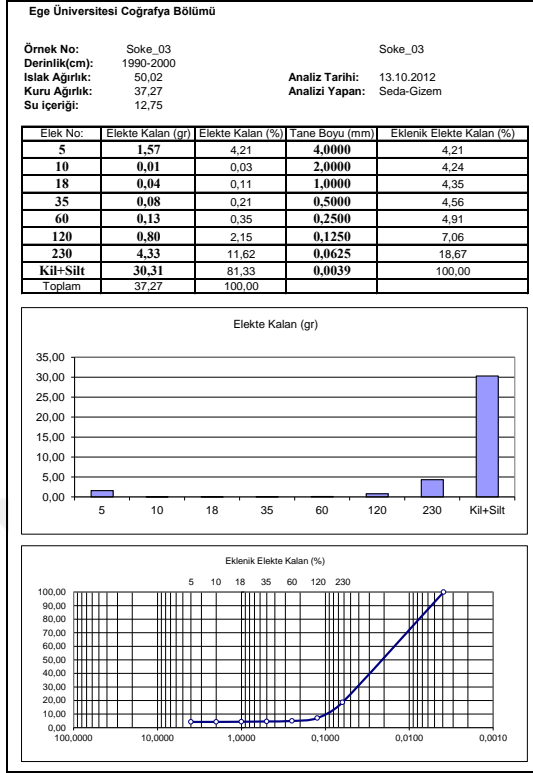 Ege Üniversitesi Coğrafya Bölümü
Örnek No: Soke_03 Soke_03
Derinlik(cm): 1990-2000
Islak Ağırlık: 50,02 Analiz Tarihi: 13.10.2012
Kuru Ağırlık: 37,27 Analizi Yapan: Seda-Gizem
Su içeriği: 12,75
Elek No: Elekte Kalan (gr) Elekte Kalan (%) Tane Boyu (mm) Eklenik Elekte Kalan (%)
5 1,57 4,21 4,0000 4,21
10 0,01 0,03 2,0000 4,24
18 0,04 0,11 1,0000 4,35
35 0,08 0,21 0,5000 4,56
60 0,13 0,35 0,2500 4,91
120 0,80 2,15 0,1250 7,06
230 4,33 11,62 0,0625 18,67
Kil+Silt 30,31 81,33 0,0039 100,00
Toplam 37,27 100,00
Elekte Kalan (gr)
35,00
30,00
25,00
20,00
15,00
10,00
5,00
0,00
5 10 18 35 60 120 230 Kil+Silt
Eklenik Elekte Kalan (%)
5 10 18 35 60 120 230
100,00
90,00
80,00
70,00
60,00
50,00
40,00
30,00
20,00
10,00
0,00
100,0000 10,0000 1,0000 0,1000 0,0100 0,0010